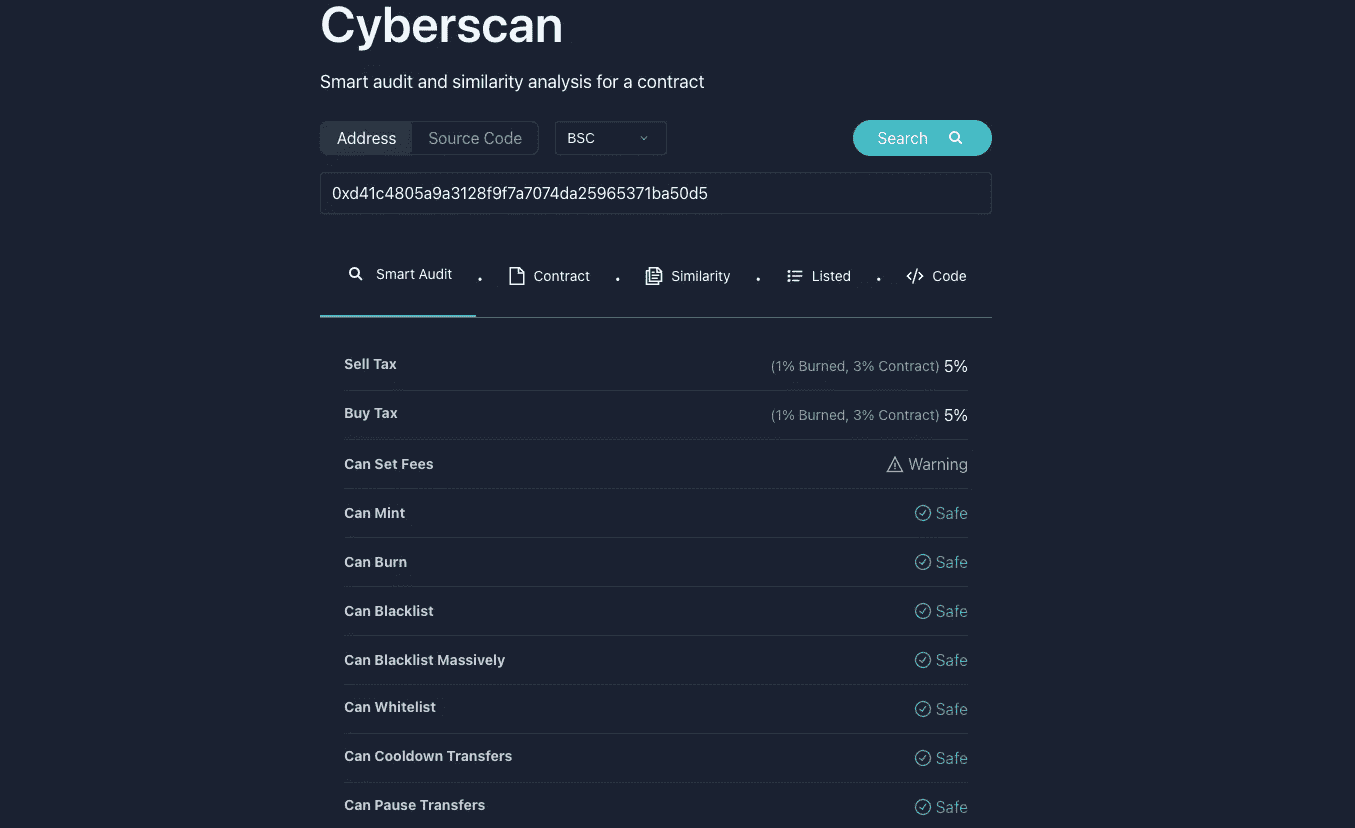 Cyberscan
Smart audit and similarity analysis for a contract
Address Source Code BSC Search
0xd41c4805a9a3128f9f7a7074da25965371ba50d5
Smart Audit . Contract . Similarity . Listed . Code
Sell Tax (1% Burned, 3% Contract) 5%
Buy Tax (1% Burned, 3% Contract) 5%
Can Set Fees Warning
Can Mint Safe
Can Burn Safe
Can Blacklist Safe
Can Blacklist Massively Safe
Can Whitelist Safe
Can Cooldown Transfers Safe
Can Pause Transfers Safe